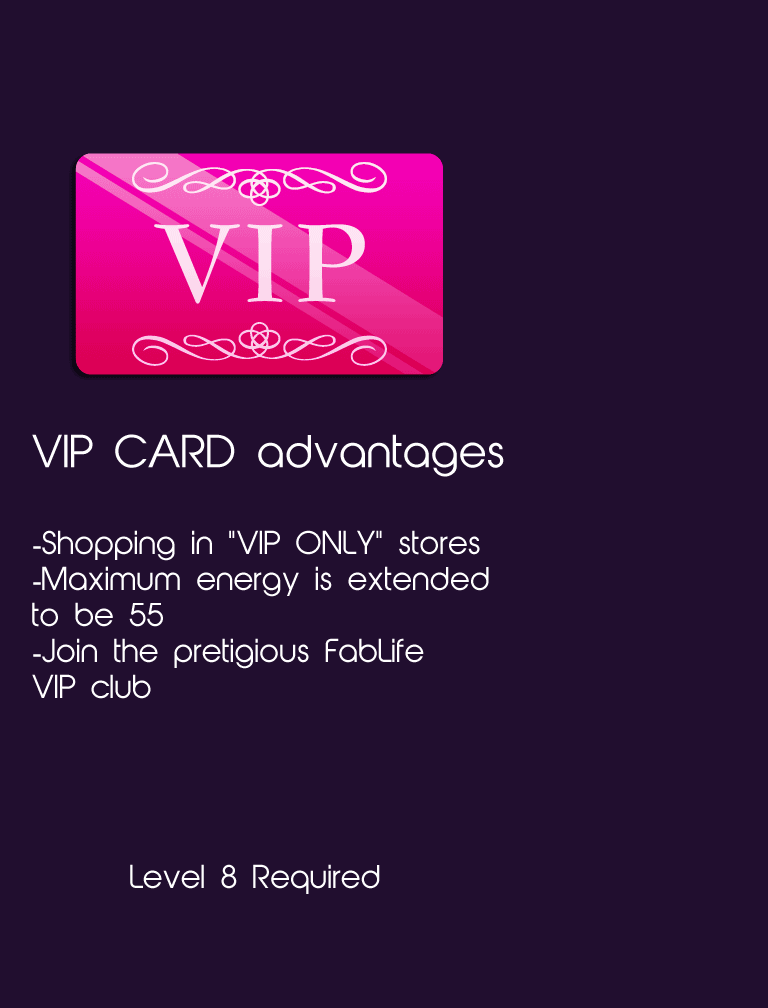 VIP
VIP CARD advantages
-Shopping in "VIP ONLY" stores
-Maximum energy is extended
to be 55
-Join the pretigious FabLife
VIP club
Level 8 Required